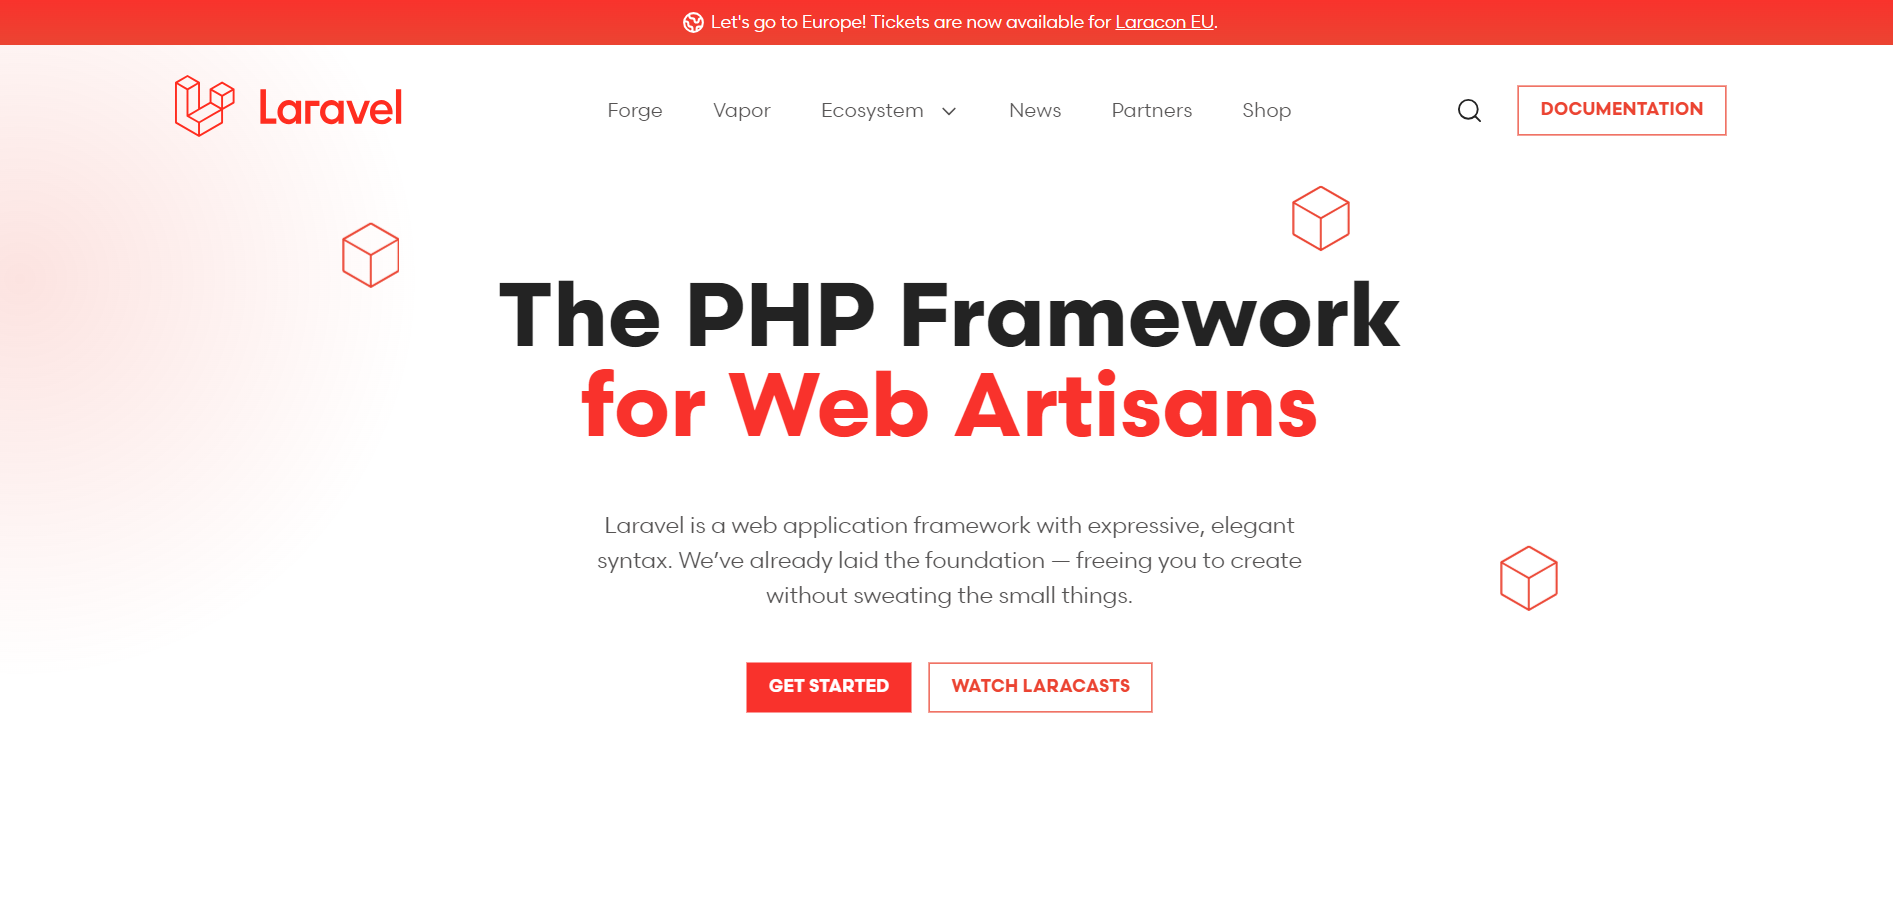 Let's go to Europe! Tickets are now available for Laracon EU.
Laravel
Forge
Vapor
Ecosystem
News
Partners
Shop
DOCUMENTATION
The PHP Framework
for Web Artisans
Laravel is a web application framework with expressive, elegant
syntax. We’ve already laid the foundation — freeing you to create
without sweating the small things.
GET STARTED
WATCH LARACASTS